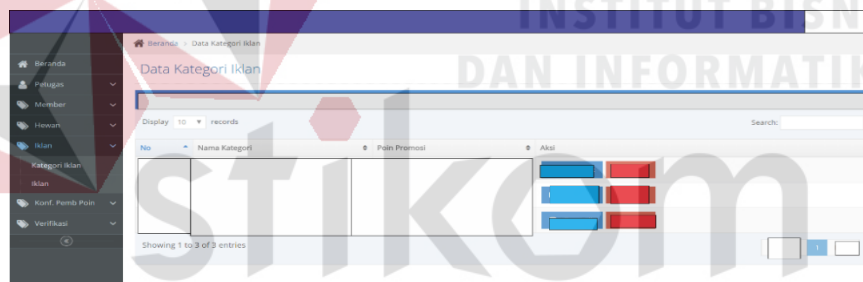 INSTITUT BISN
DAN INFORMATIK
stikom
Beranda » Data Kategori Iklan
Beranda
Petugas
Member
Hewan
Iklan
Kategori Iklan
Iklan
Konf. Pemb Poin
Verifikasi
Data Kategori Iklan
Display 10 records
Search:
No Nama Kategori Poin Promosi Aksi
Showing 1 to 3 of 3 entries
1